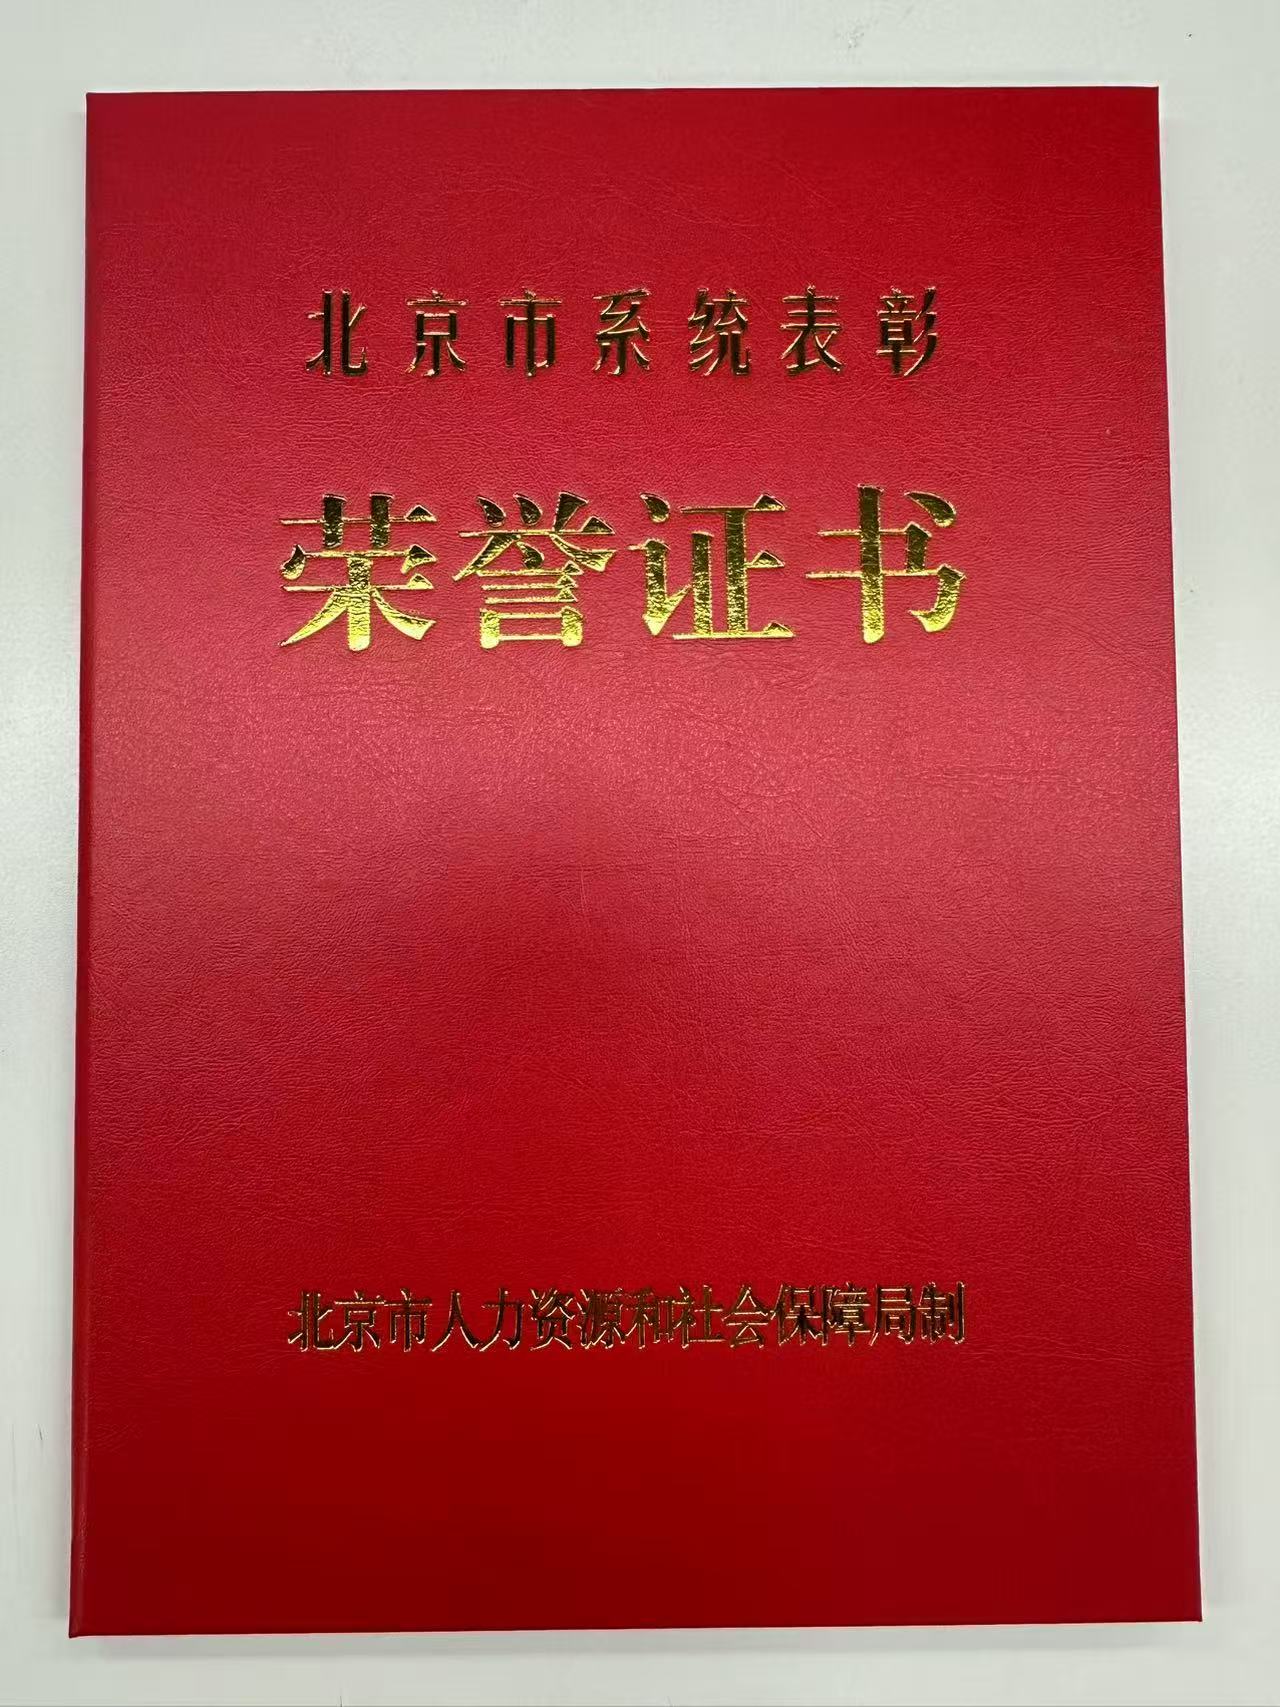 北京市系统表彰
荣誉证书
北京市人力资源和社会保障局制